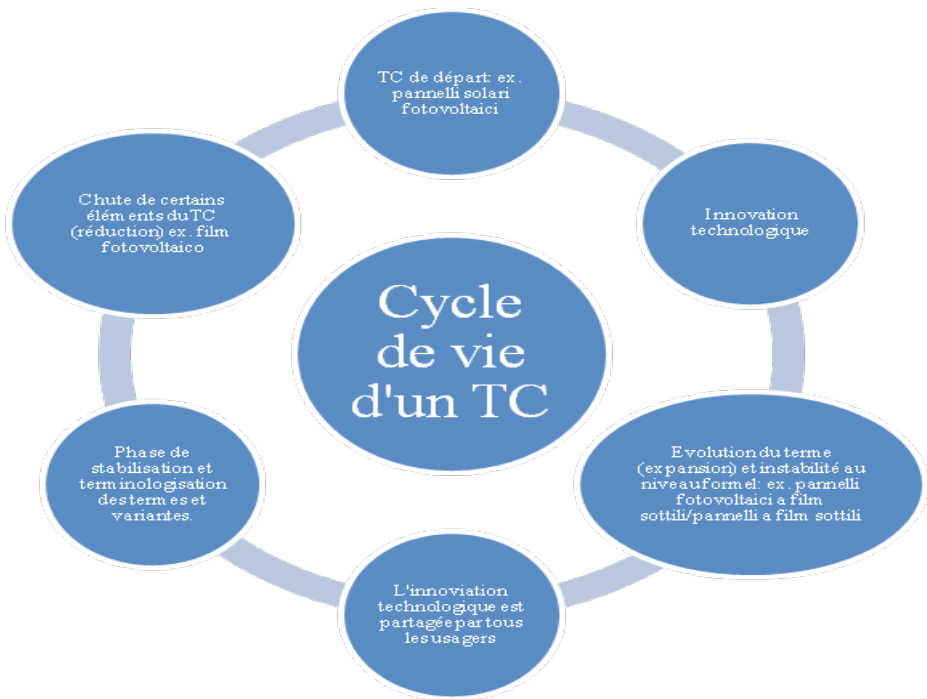 TC de départ: ex.
pannelli solari
fotovoltaici
Innovation
technologique
Evolution du terme
(expansion) et instabilité au
niveau formel: ex. pannelli
fotovoltaici a film
sottili/pannelli a film sottili
L'innoviation
technologique est
partagée par tous
les usagers
Phase de
stabilisation et
terminologisation
des termes et
variantes.
Chute de certains
éléments du TC
(réduction) ex. film
fotovoltaico
Cycle
de vie
d'un TC